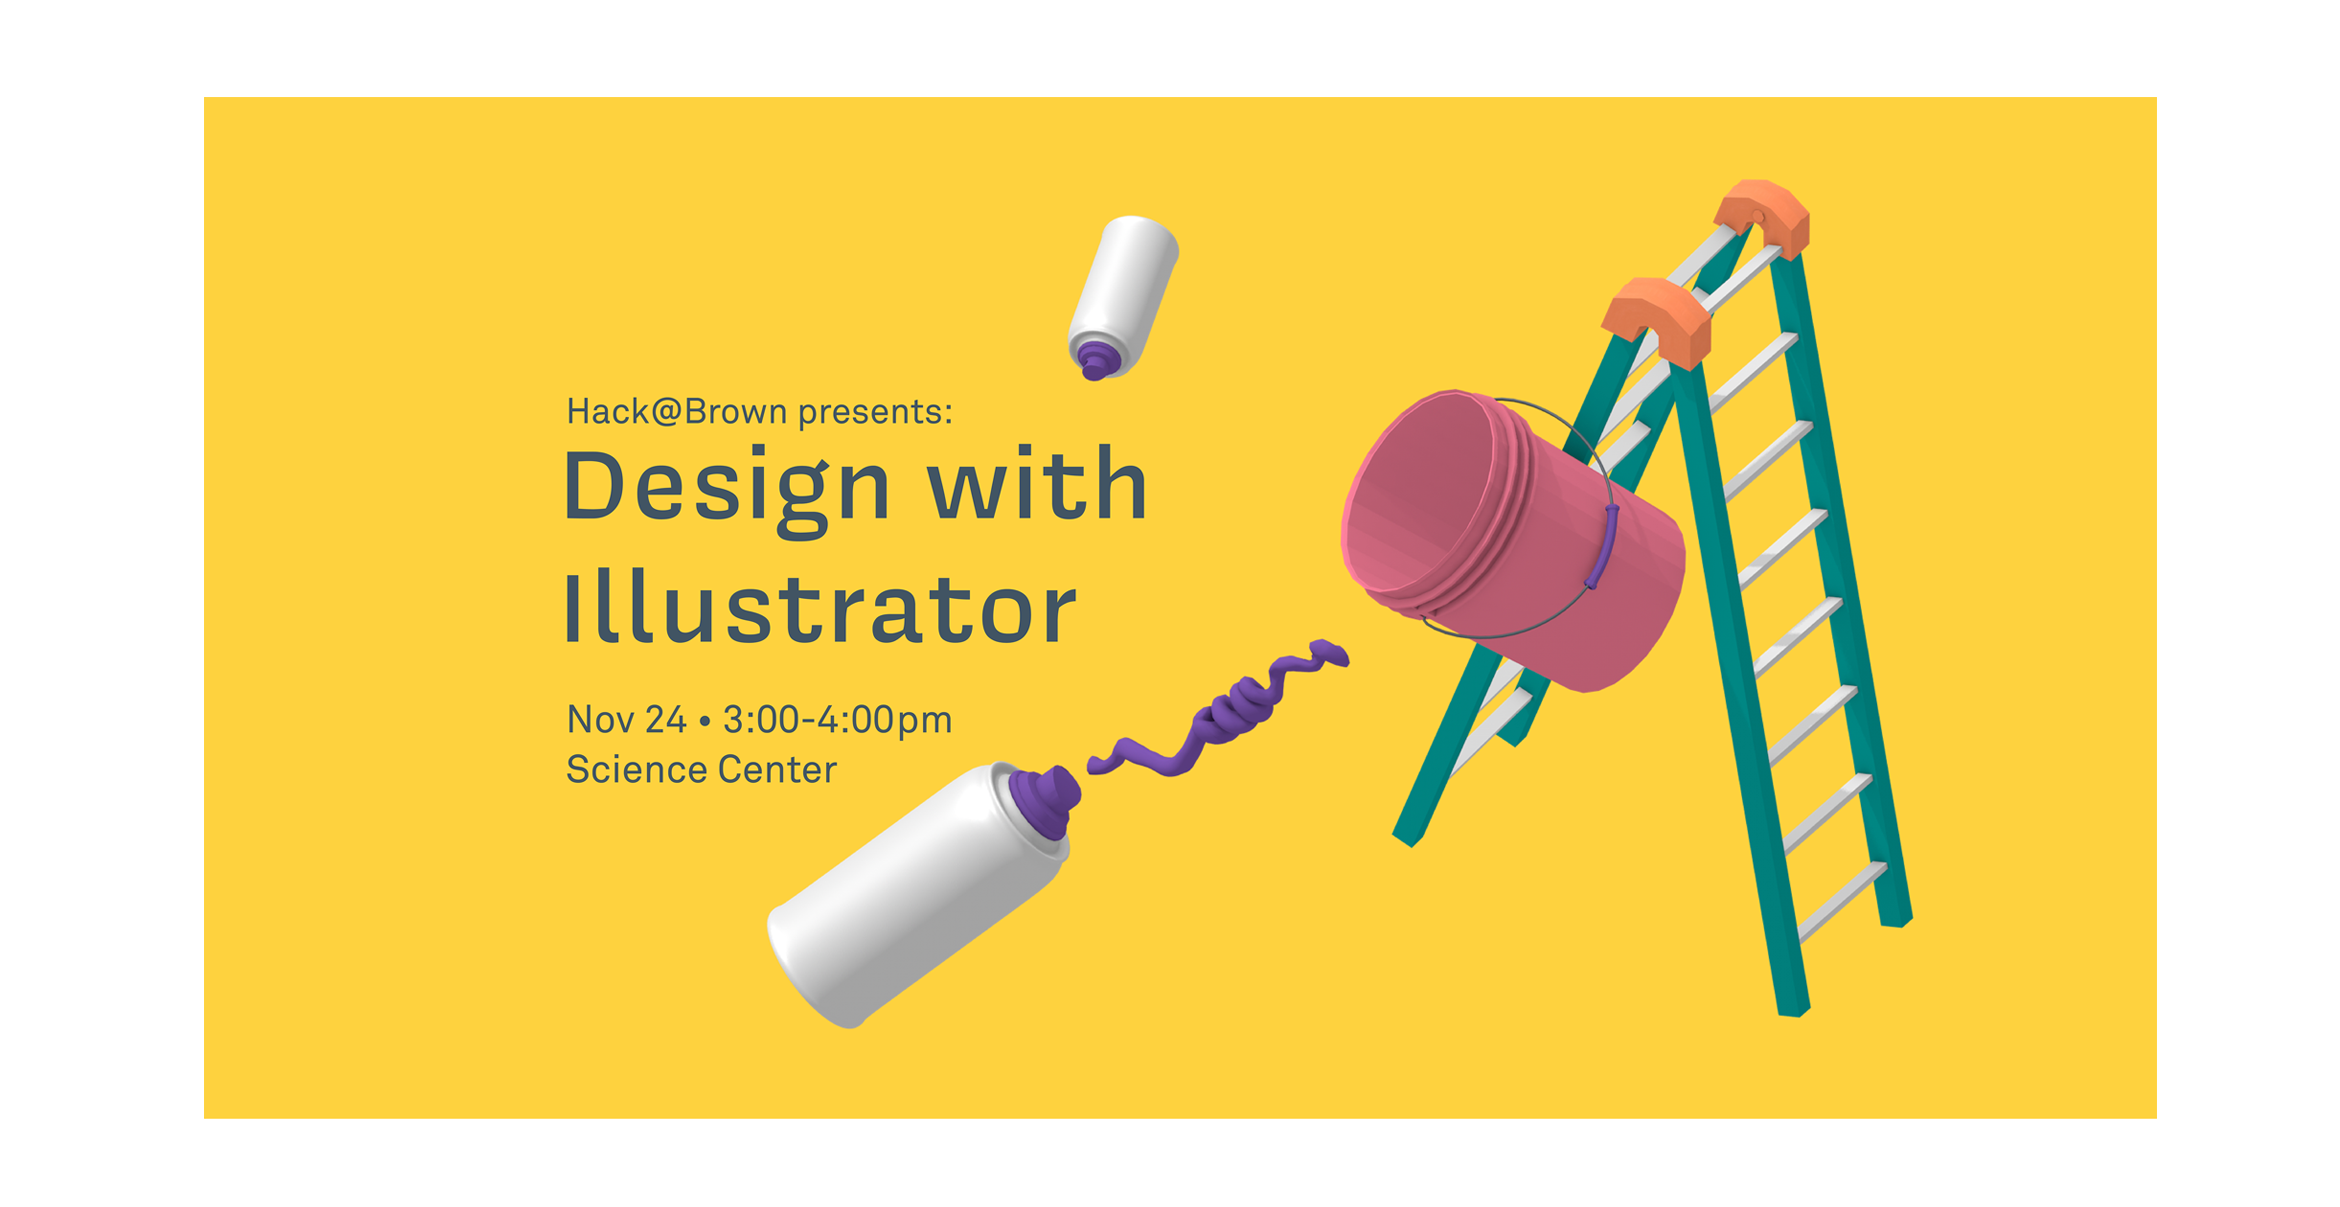 Hack@Brown presents:
Design with
Illustrator
Nov 24 • 3:00-4:00pm
Science Center